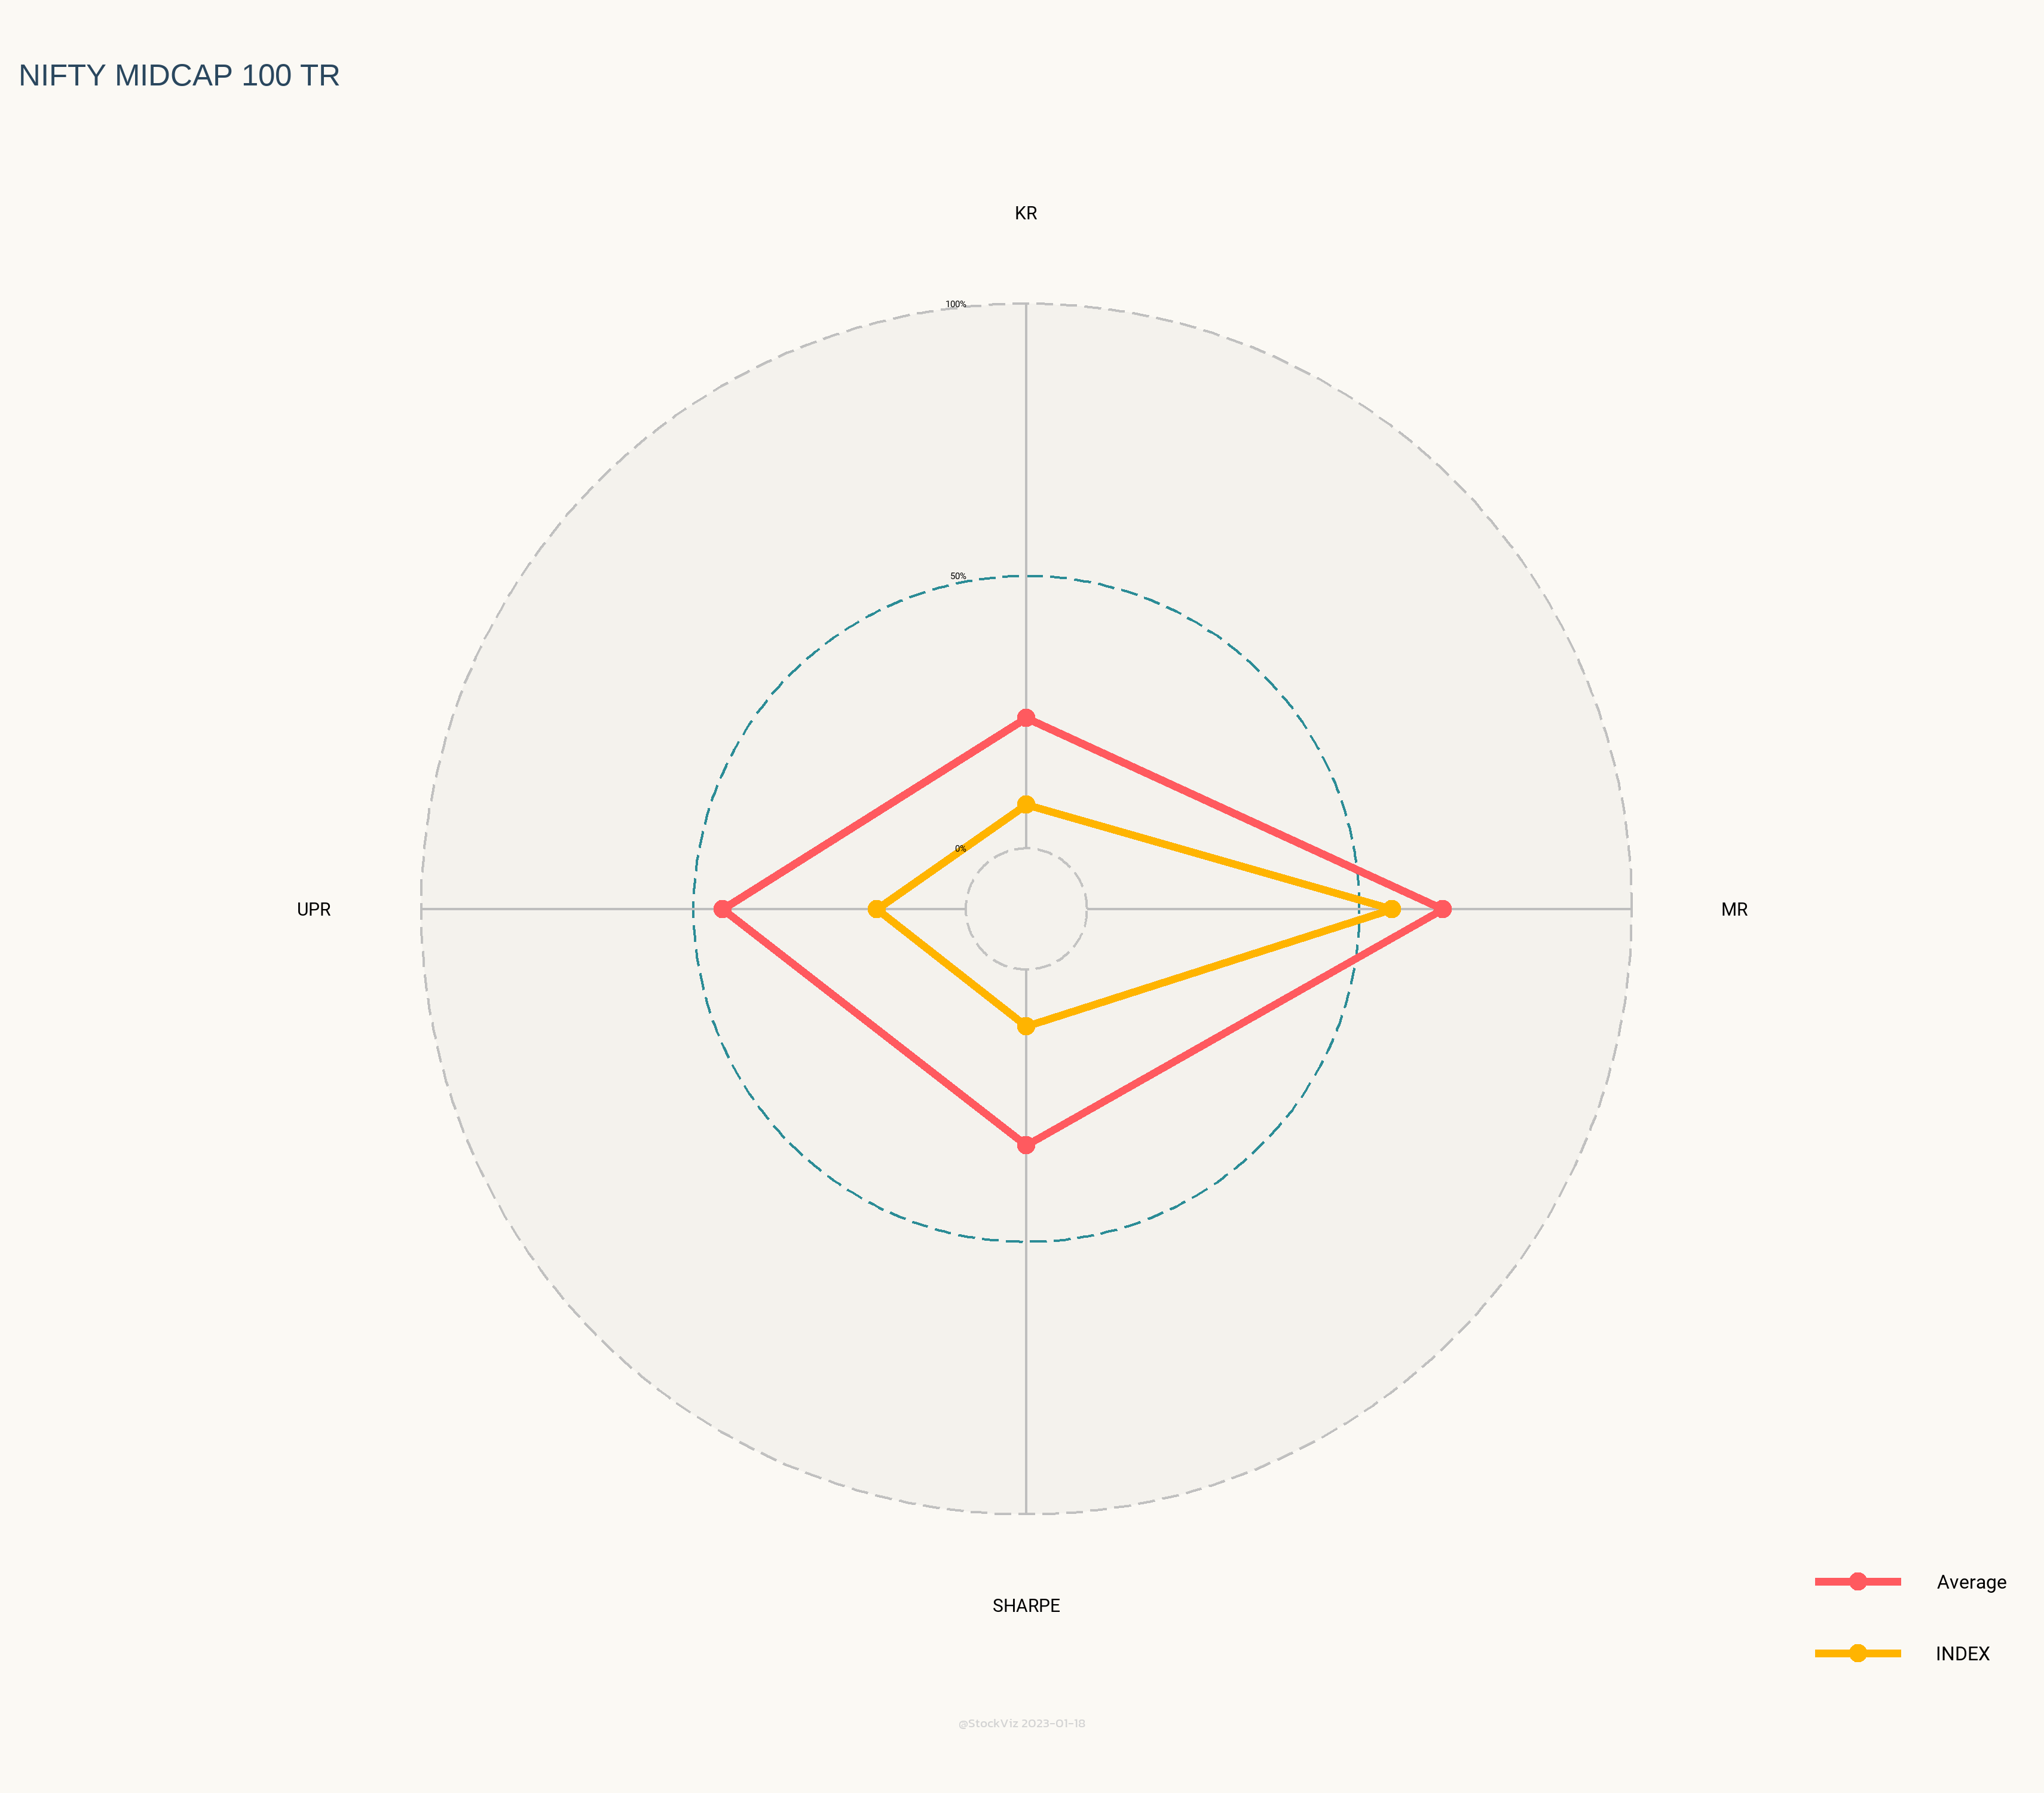 NIFTY MIDCAP 100 TR
KR
100%
50%
0%
UPR
MR
SHARPE
Average
INDEX
@StockViz 2023-01-18